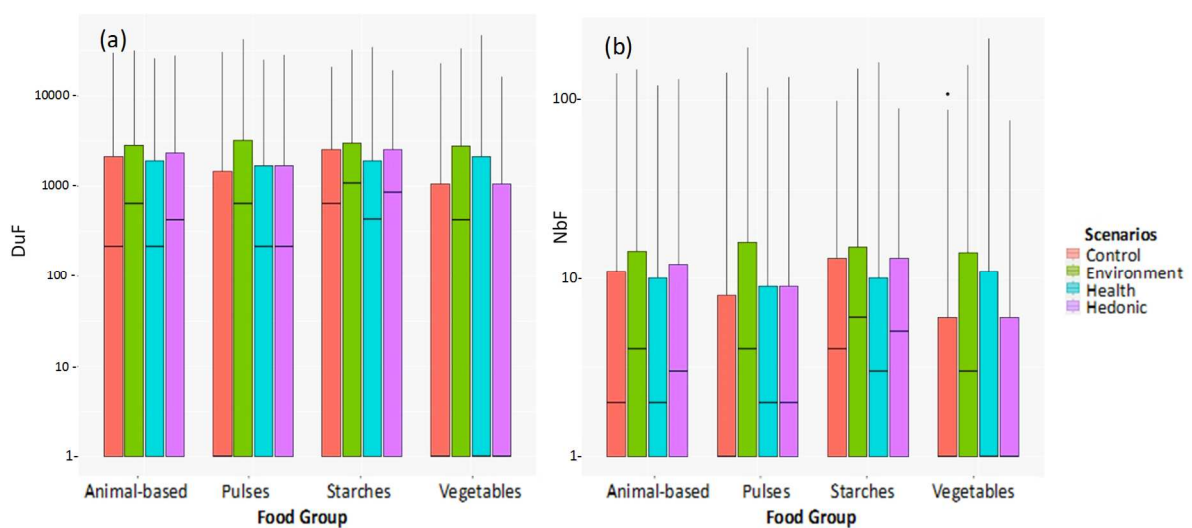 (a)
DuF
10000
1000
100
10
1
Animal-based Pulses Starches Vegetables
Food Group
(b)
NbF
100
10
1
Animal-based Pulses Starches Vegetables
Food Group
Scenarios
Control
Environment
Health
Hedonic